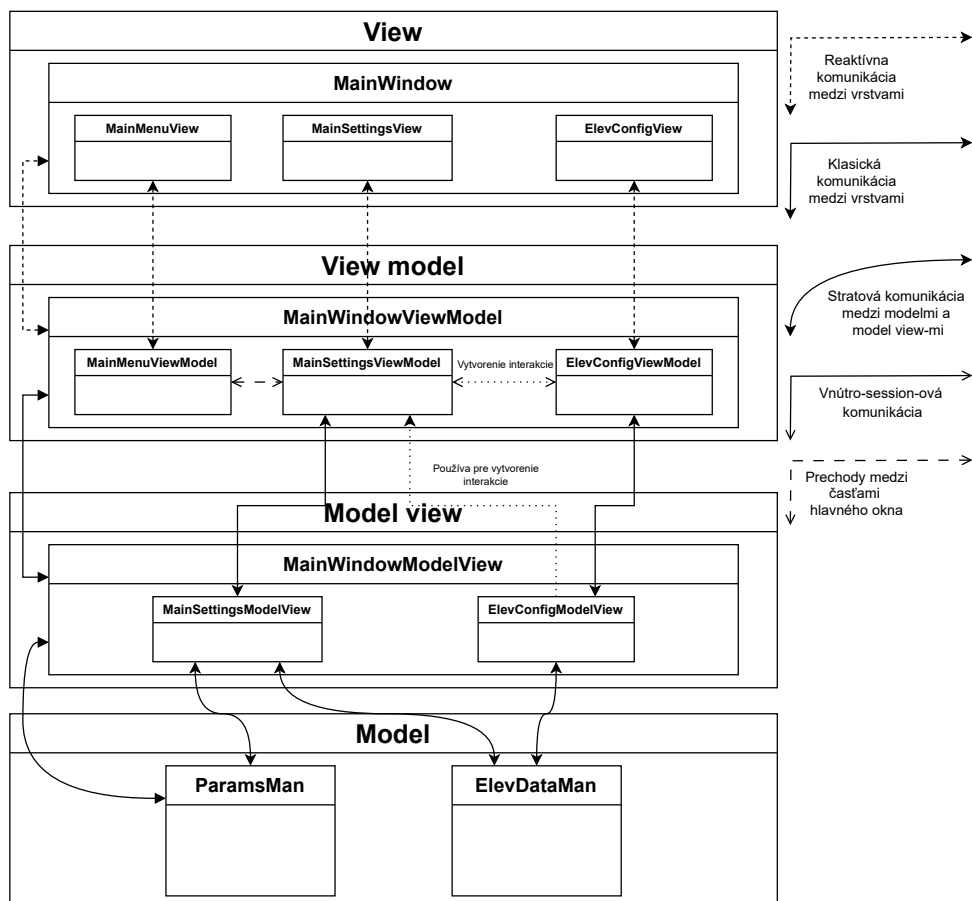 View
MainWindow
MainMenuView
MainSettingsView
ElevConfigView
Reaktívna
komunikácia
medzi vrstvami
Klasická
komunikácia
medzi vrstvami
View model
MainWindowViewModel
MainMenuViewModel
MainSettingsViewModel
Vytvorenie interakcie
ElevConfigViewModel
Stratová komunikácia
medzi modelmi a
model view-mi
Vnútro-session-ová
komunikácia
Používa pre vytvorenie
interakcie
Prechody medzi
časťami
hlavného okna
Model view
MainWindowModelView
MainSettingsModelView
ElevConfigModelView
Model
ParamsMan
ElevDataMan